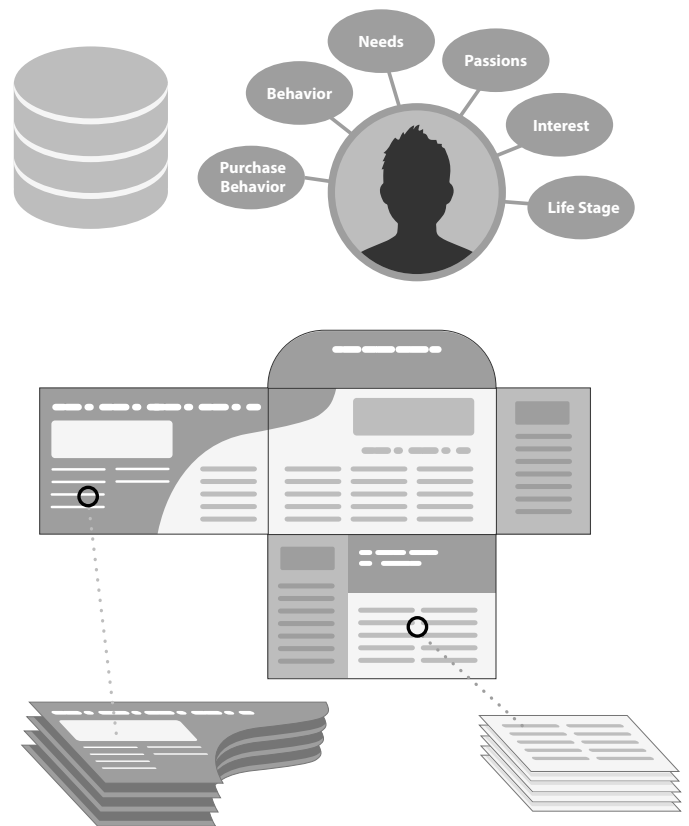 Needs
Passions
Behavior
Interest
Purchase
Behavior
Life Stage